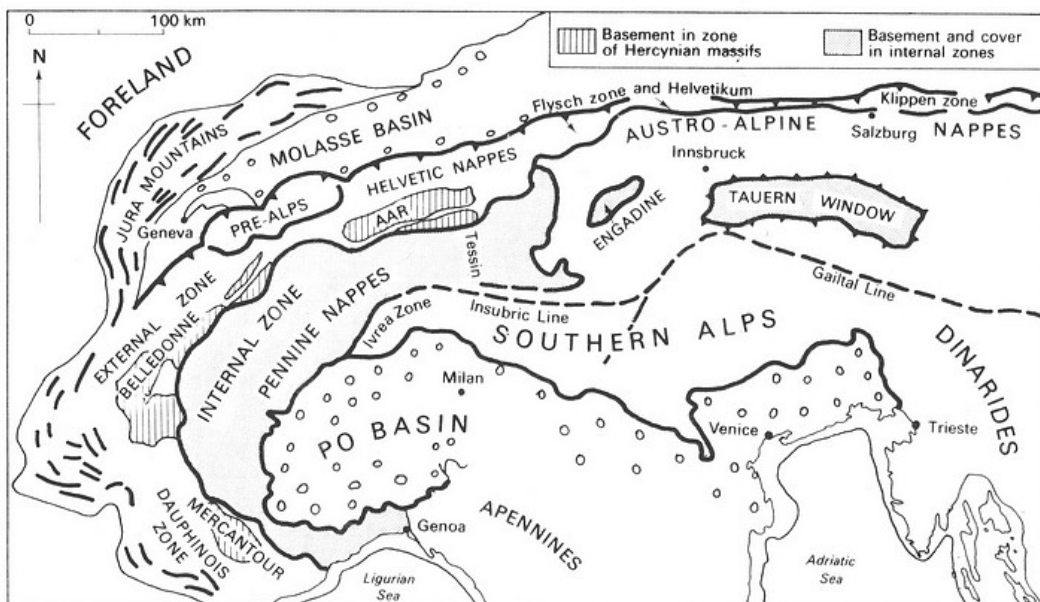 0 100 km
N
Basement in zone
of Hercynian massifs
Basement and cover
in internal zones
FORELAND
JURA MOUNTAINS
MOLASSE BASIN
Flysch zone and Helvetikum
Klippen zone
AUSTRO-ALPINE
Salzburg
NAPPES
Innsbruck
HELVETIC NAPPES
PRE-ALPS
AAR
Geneva
Tessin
ENGADINE
TAUERN WINDOW
Gailtal Line
EXTERNAL ZONE
BELLEDONNE
INTERNAL ZONE
PENNINE NAPPES
Ivrea Zone
Insubric Line
SOUTHERN ALPS
DINARIDES
Milan
PO BASIN
Venice
Trieste
MERCANTOUR
DAUPHINOIS
ZONE
Genoa
APENNINES
Ligurian
Sea
Adriatic
Sea